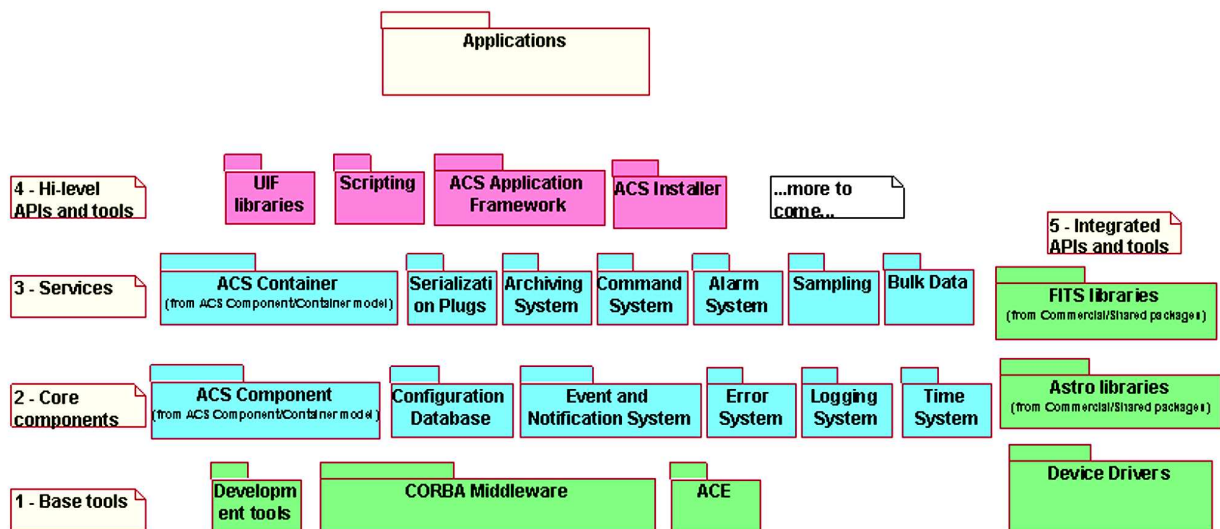 Applications
4 - Hi-level
APIs and tools
UIF
libraries
Scripting
ACS Application
Framework
ACS Installer
...more to
come...
5 - Integrated
APIs and tools
3 - Services
ACS Container
(from ACS Component/Container model)
Serializati
on Plugs
Archiving
System
Command
System
Alarm
System
Sampling
Bulk Data
FITS libraries
(from Commercial/Shared packages)
2 - Core
components
ACS Component
(from ACS Component/Container model)
Configuration
Database
Event and
Notification System
Error
System
Logging
System
Time
System
Astro libraries
(from Commercial/Shared packages)
1 - Base tools
Developm
ent tools
CORBA Middleware
ACE
Device Drivers